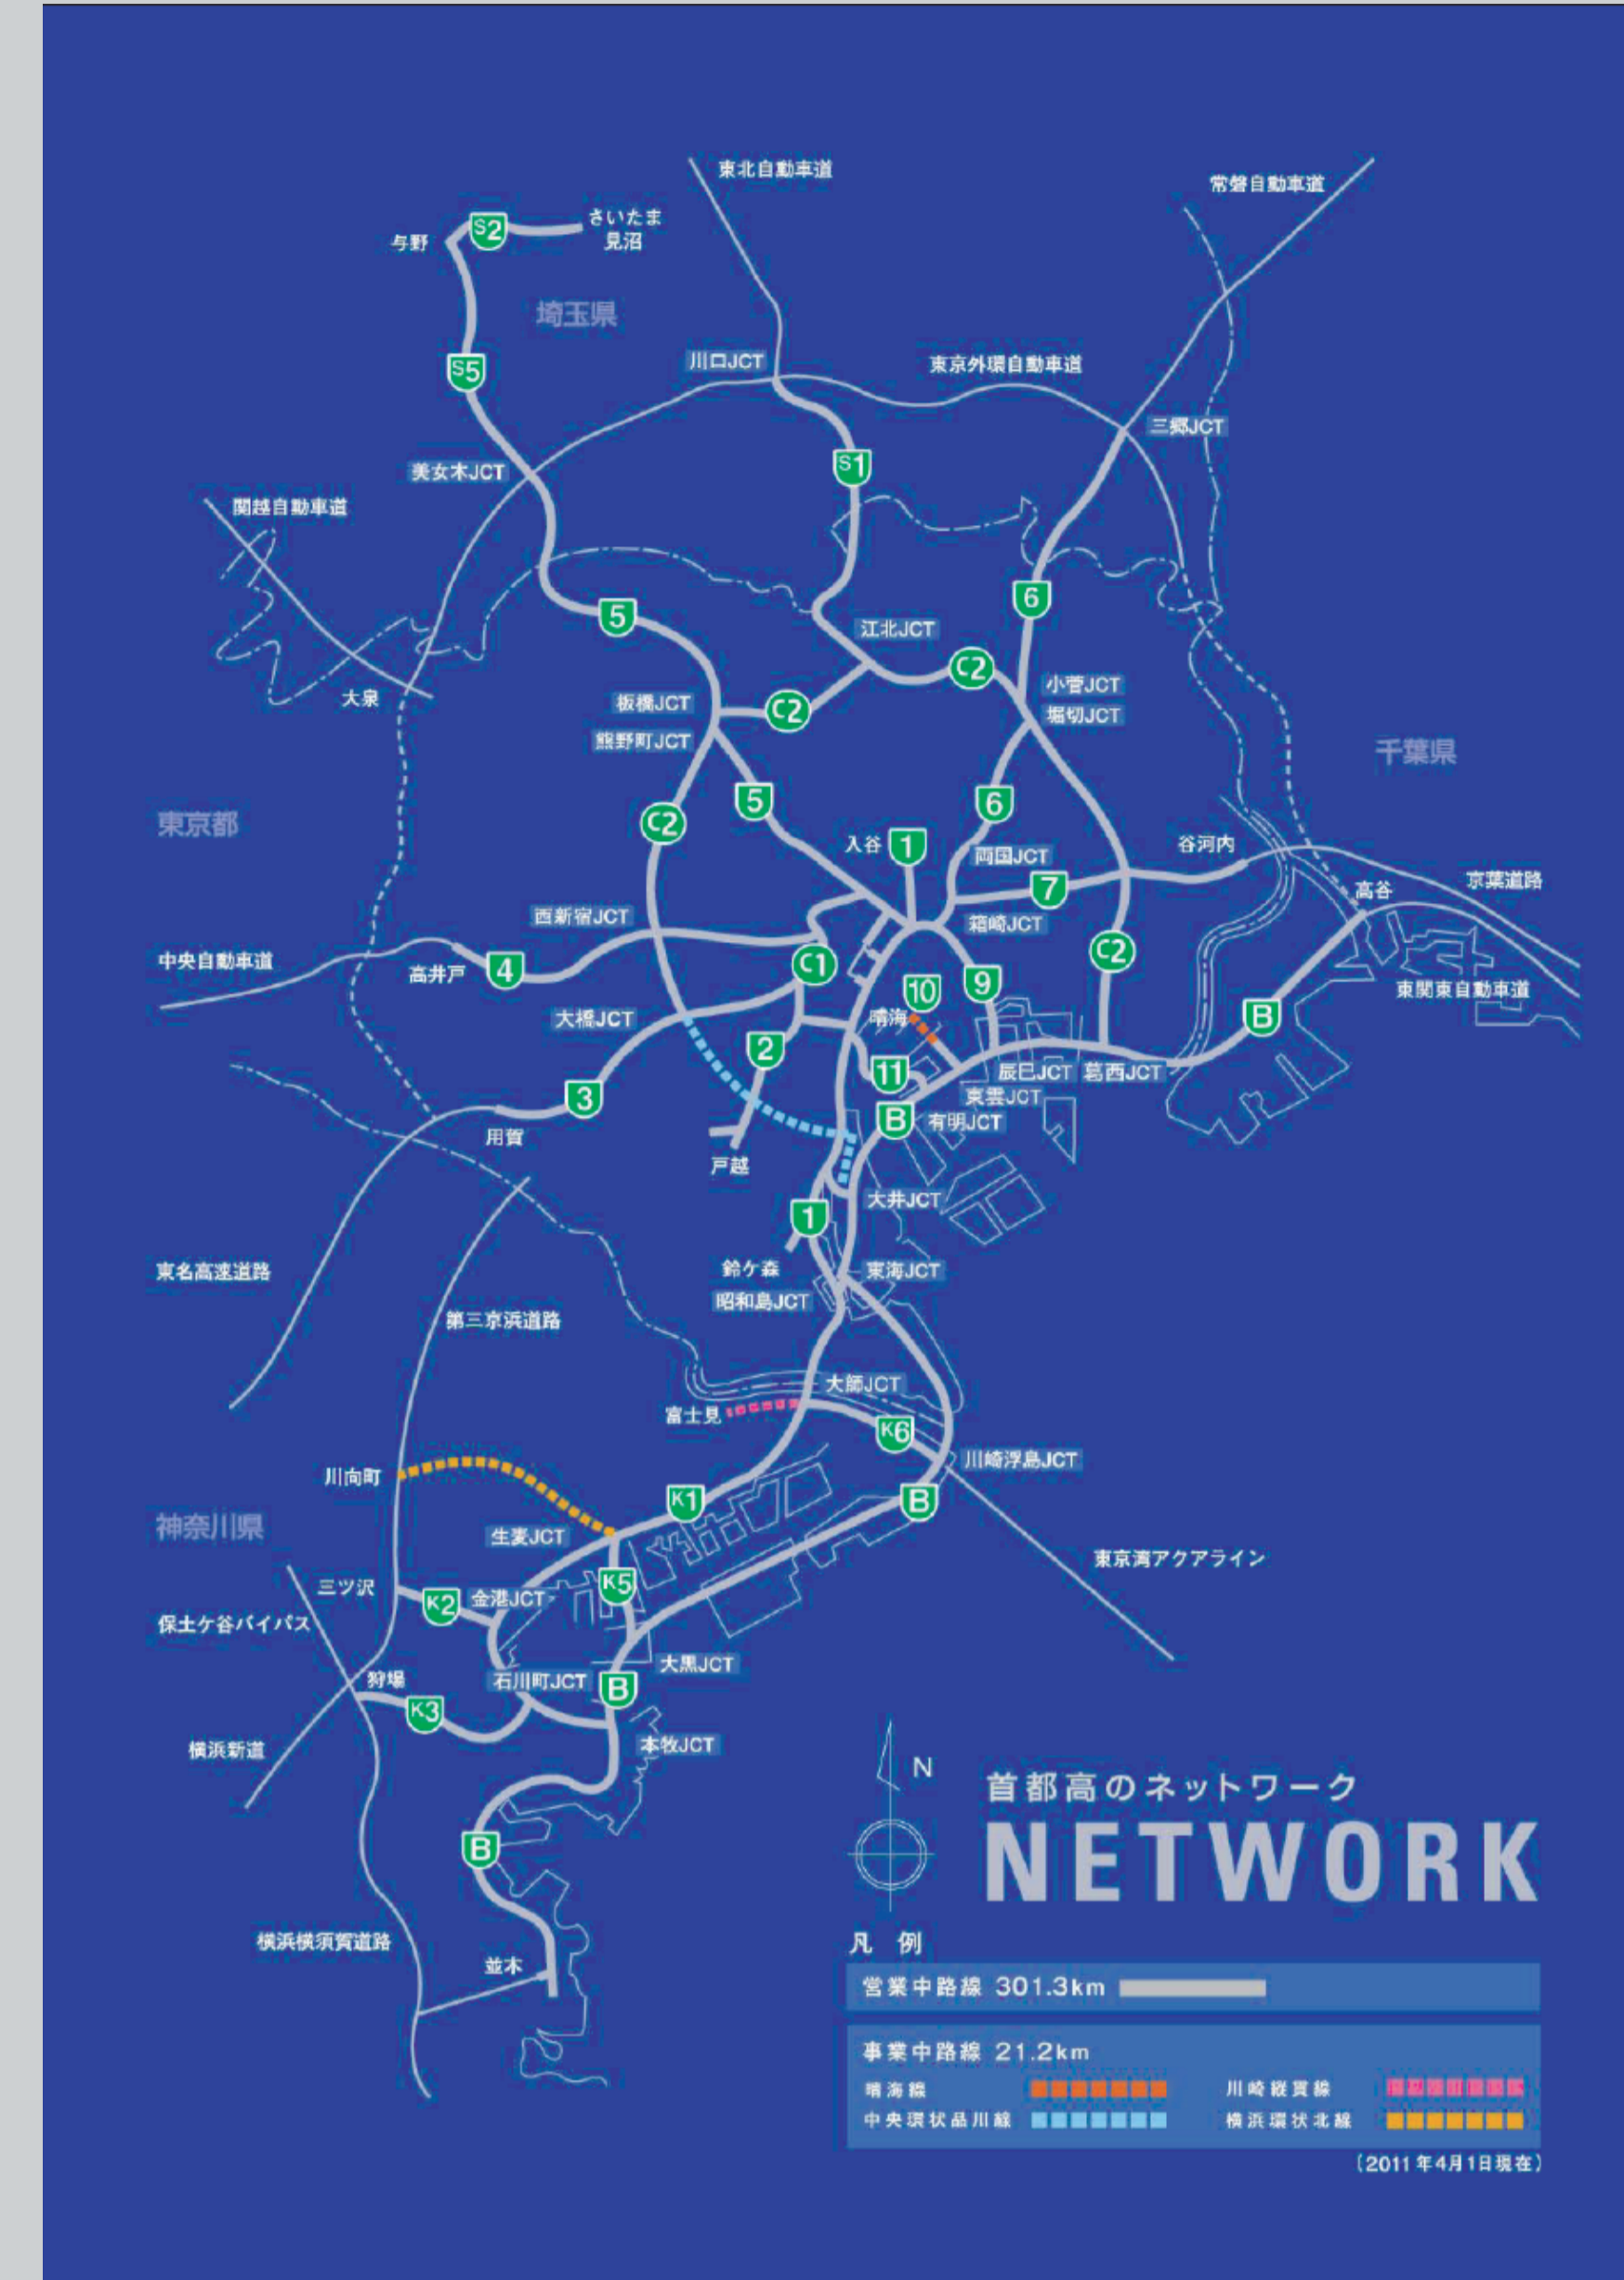 東北自動車道
常磐自動車道
さいたま
見沼
S2
与野
埼玉県
川口JCT
東京外環自動車道
S5
三郷JCT
美女木JCT
S1
関越自動車道
6
5
江北JCT
C2
小菅JCT
大泉
板橋JCT
C2
堀切JCT
熊野町JCT
千葉県
5
6
東京都
C2
入谷
1
谷河内
両国JCT
7
京葉道路
高谷
西新宿JCT
箱崎JCT
中央自動車道
高井戸
4
C1
C2
9
10
東関東自動車道
晴海
B
大橋JCT
2
11
辰巳JCT
葛西JCT
3
東雲JCT
B
有明JCT
用賀
戸越
大井JCT
1
東名高速道路
鈴ケ森
東海JCT
昭和島JCT
第三京浜道路
大師JCT
富士見
K6
川崎浮島JCT
川向町
K1
B
神奈川県
生麦JCT
東京湾アクアライン
三ツ沢
K2
金港JCT
K5
保土ケ谷バイパス
大黒JCT
狩場
石川町JCT
B
K3
横浜新道
本牧JCT
B
横浜横須賀道路
並木
N
首都高のネットワーク
NETWORK
凡 例
営業中路線 301.3km
事業中路線 21.2km
晴海線
川崎縦貫線
中央環状品川線
横浜環状北線
(2011年4月1日現在)